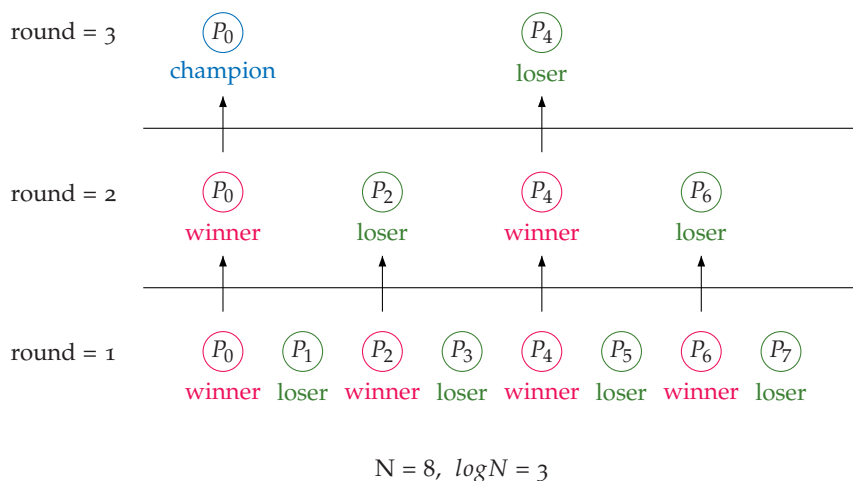 round = 3 P0 P4
champion loser
round = 2 P0 P2 P4 P6
winner loser winner loser
round = 1 P0 P1 P2 P3 P4 P5 P6 P7
winner loser winner loser winner loser winner loser
N = 8, logN = 3